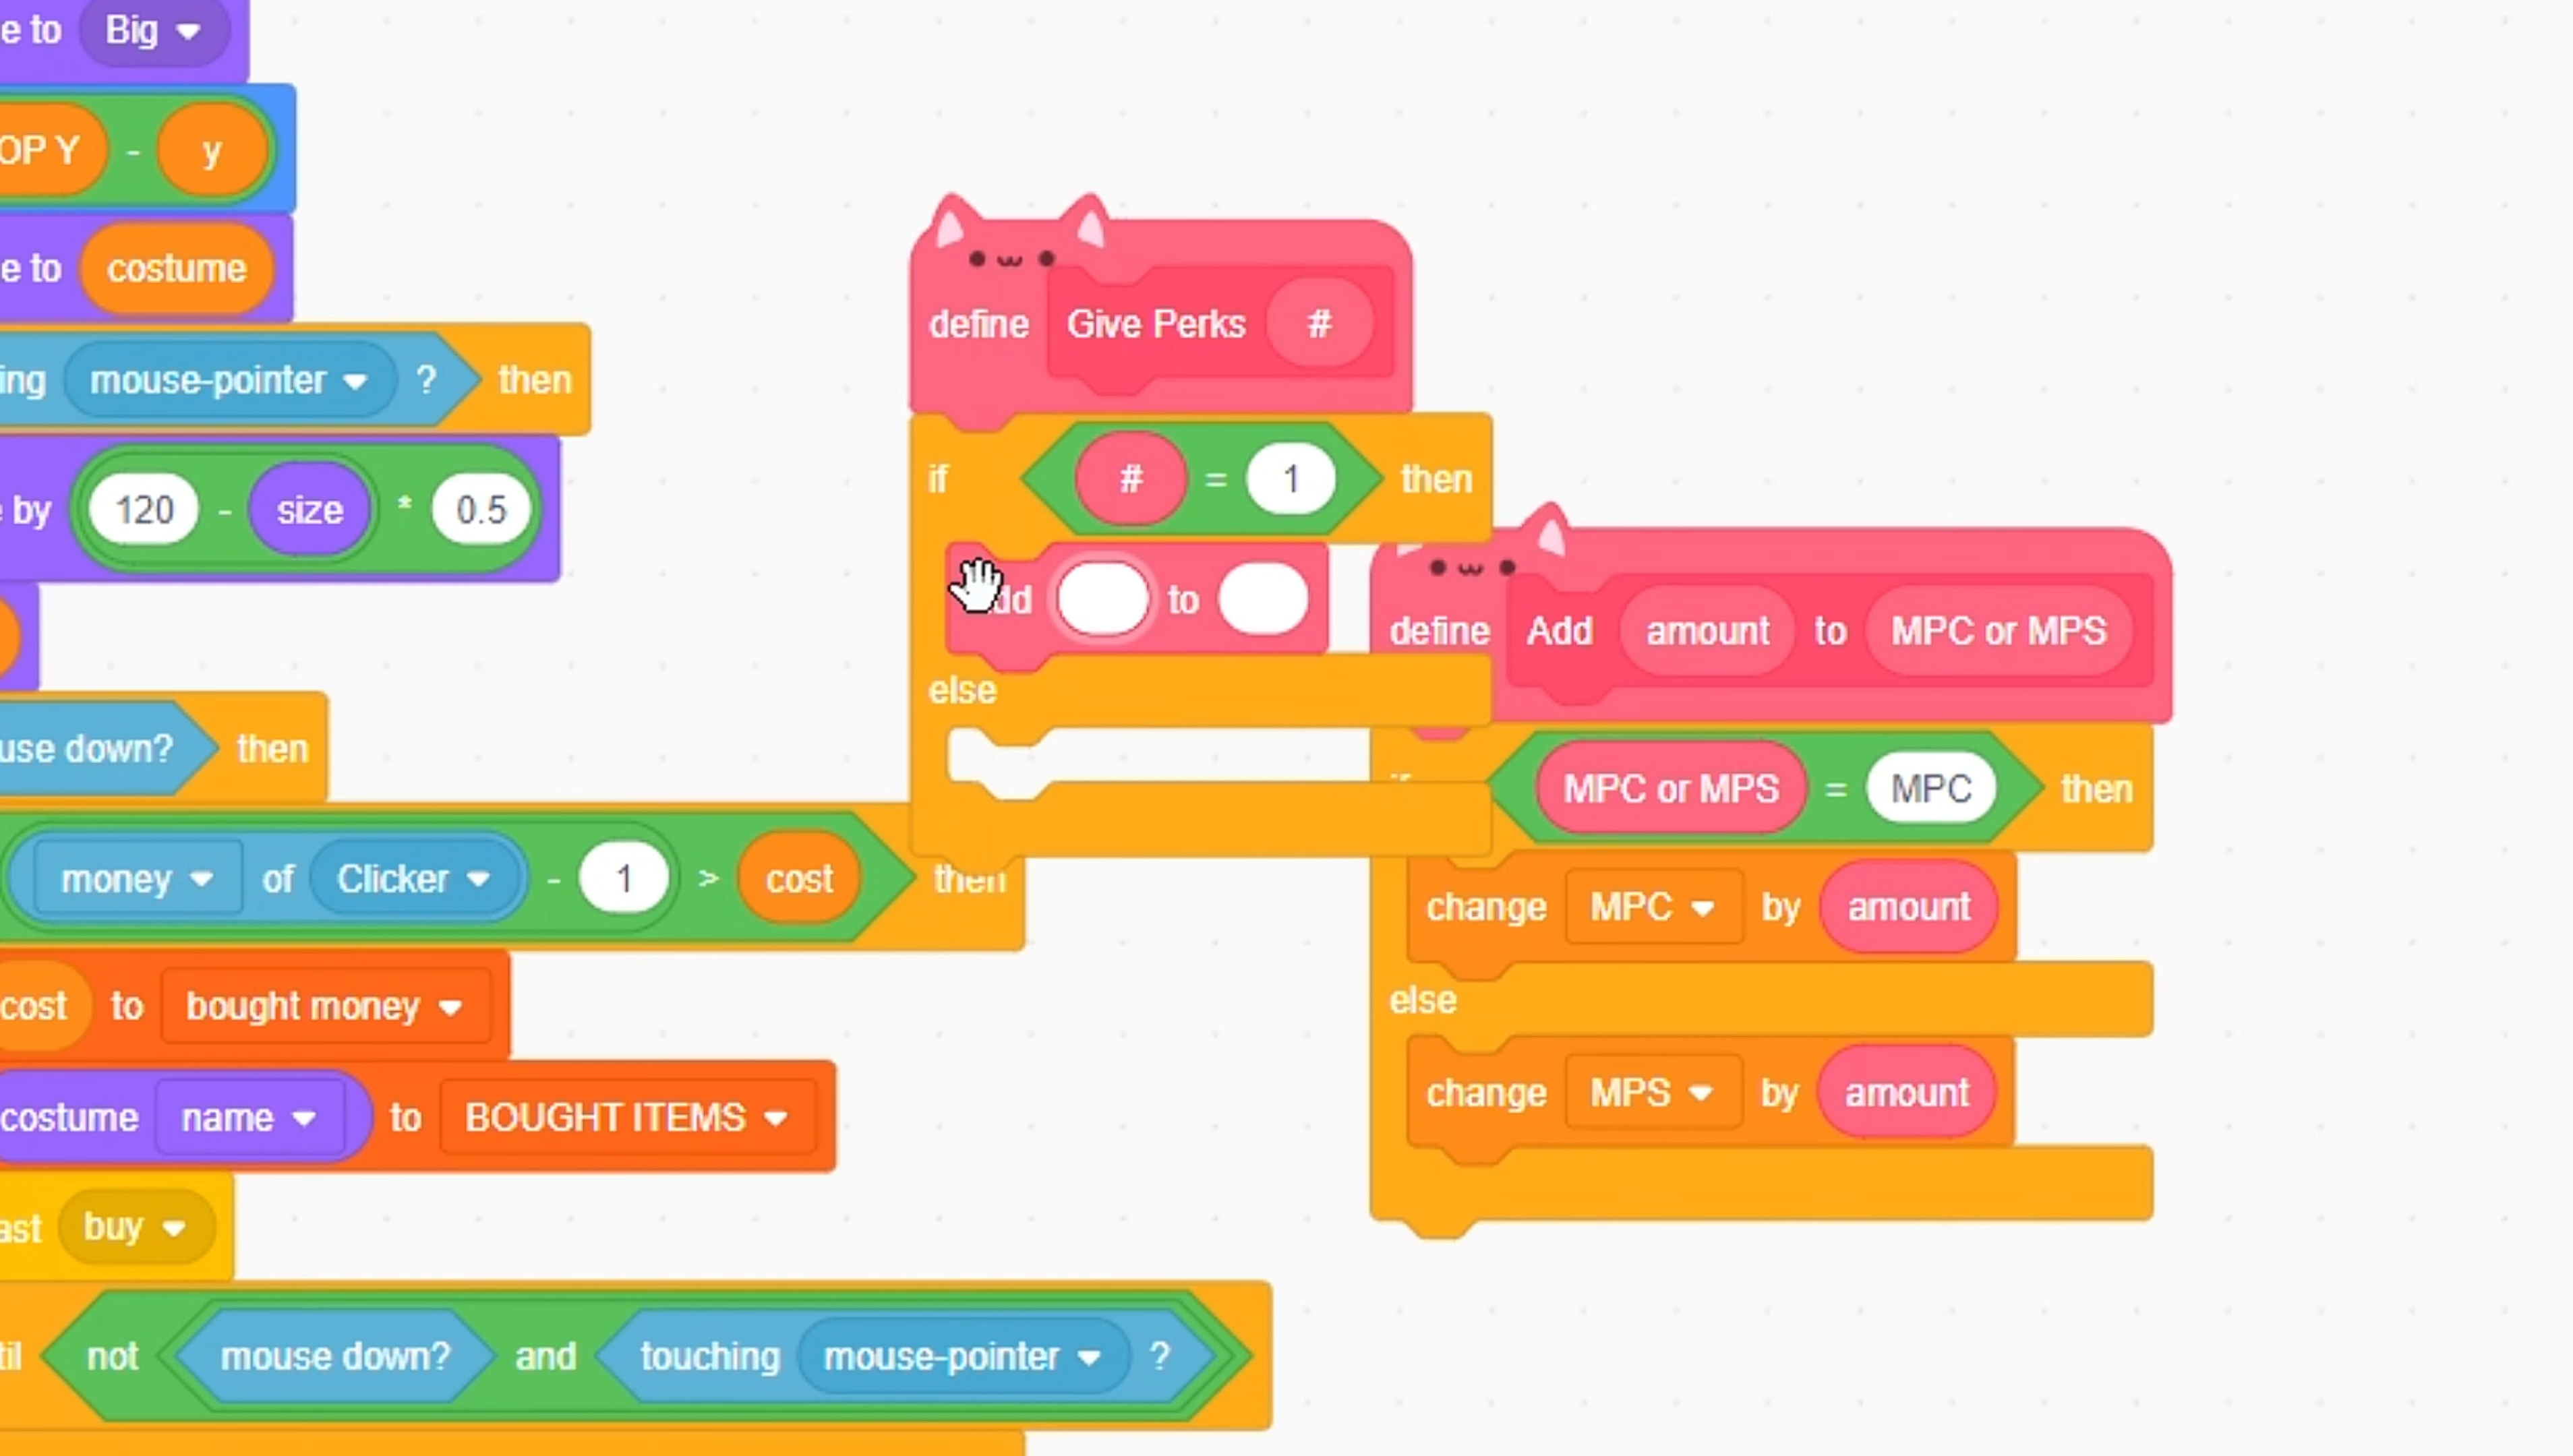 e to Big
OP Y - y
e to costume
ing mouse-pointer ? then
by 120 - size * 0.5
use down? then
money of Clicker - 1 > cost then
cost to bought money
costume name to BOUGHT ITEMS
ast buy
til not mouse down? and touching mouse-pointer ?
define Give Perks #
if # = 1 then
dd to
else
define Add amount to MPC or MPS
if MPC or MPS = MPC then
change MPC by amount
else
change MPS by amount